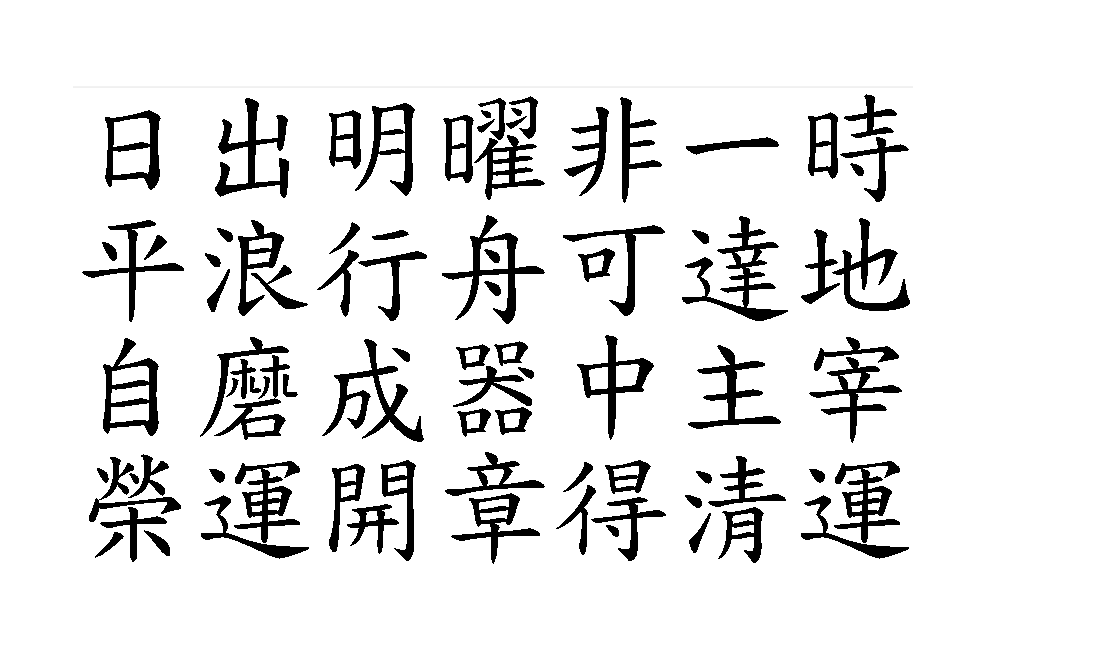 日出明曜非一時
平浪行舟可達地
自磨成器中主宰
榮運開章得清運